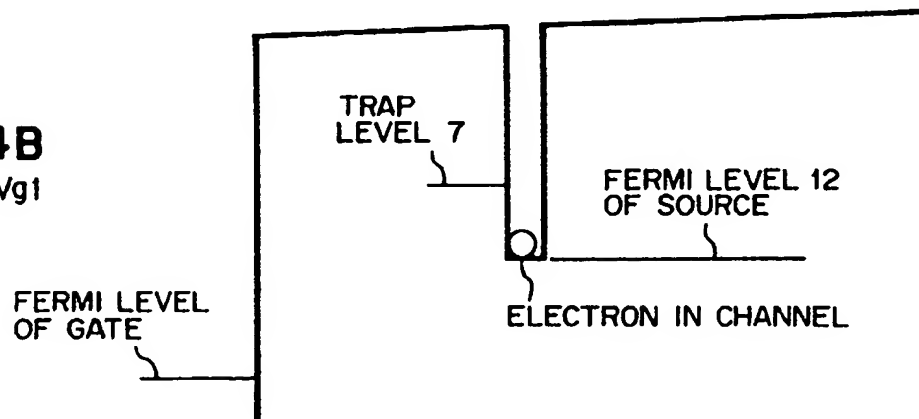 4B
Vg1
TRAP
LEVEL 7
FERMI LEVEL 12
OF SOURCE
FERMI LEVEL
OF GATE
ELECTRON IN CHANNEL